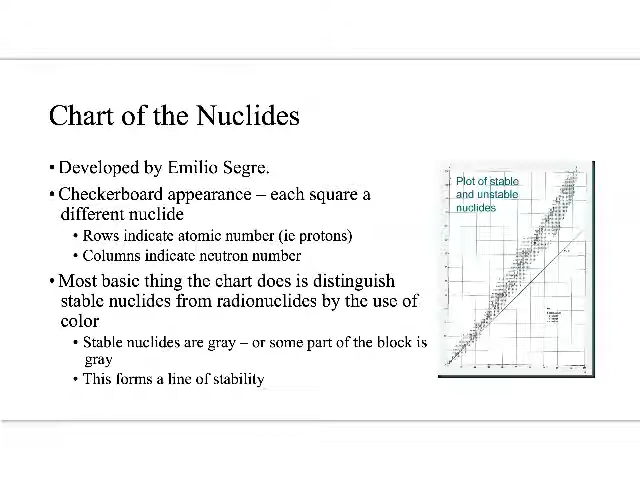 Chart of the Nuclides
• Developed by Emilio Segre.
• Checkerboard appearance – each square a
different nuclide
• Rows indicate atomic number (ie protons)
• Columns indicate neutron number
• Most basic thing the chart does is distinguish
stable nuclides from radionuclides by the use of
color
• Stable nuclides are gray – or some part of the block is
gray
• This forms a line of stability
Plot of stable
and unstable
nuclides